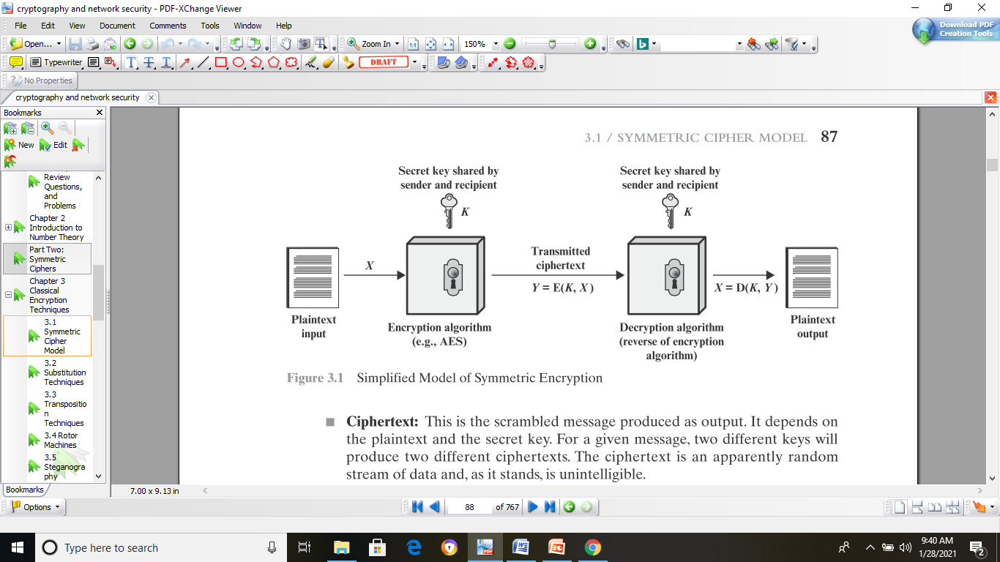 cryptography and network security - PDF-XChange Viewer
File Edit View Document Comments Tools Window Help
Download PDF
Creation Tools
Open... Zoom In 1:1 150%
Typewriter T T T DRAFT
No Properties
cryptography and network security
Bookmarks
New Edit
Review
Questions,
and
Problems
Chapter 2
Introduction to
Number Theory
Part Two:
Symmetric
Ciphers
Chapter 3
Classical
Encryption
Techniques
3.1
Symmetric
Cipher
Model
3.2
Substitution
Techniques
3.3
Transpositio
n
Techniques
3.4 Rotor
Machines
3.5
Steganogra
phy
Bookmarks
3.1 / SYMMETRIC CIPHER MODEL 87
Secret key shared by
sender and recipient
K
Secret key shared by
sender and recipient
K
X
Transmitted
ciphertext
Y = E(K, X)
X = D(K, Y)
Plaintext
input
Encryption algorithm
(e.g., AES)
Decryption algorithm
(reverse of encryption
algorithm)
Plaintext
output
Figure 3.1 Simplified Model of Symmetric Encryption
Ciphertext: This is the scrambled message produced as output. It depends on
the plaintext and the secret key. For a given message, two different keys will
produce two different ciphertexts. The ciphertext is an apparently random
stream of data and, as it stands, is unintelligible.
7.00 x 9.13 in
Options 88 of 767
Type here to search
9:40 AM
1/28/2021
2